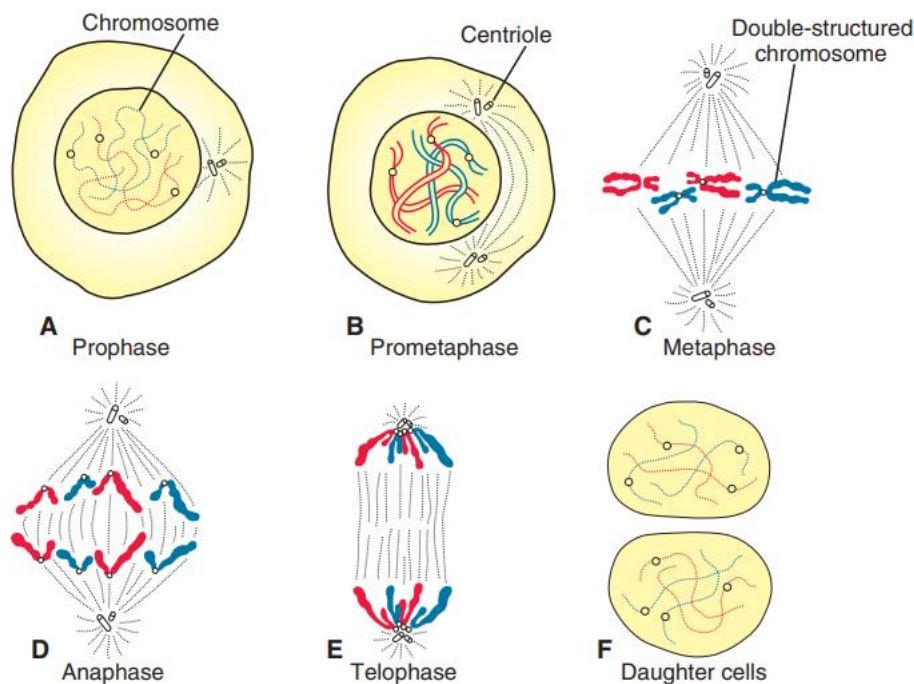 Chromosome
Centriole
Double-structured
chromosome
A
Prophase
B
Prometaphase
C
Metaphase
D
Anaphase
E
Telophase
F
Daughter cells